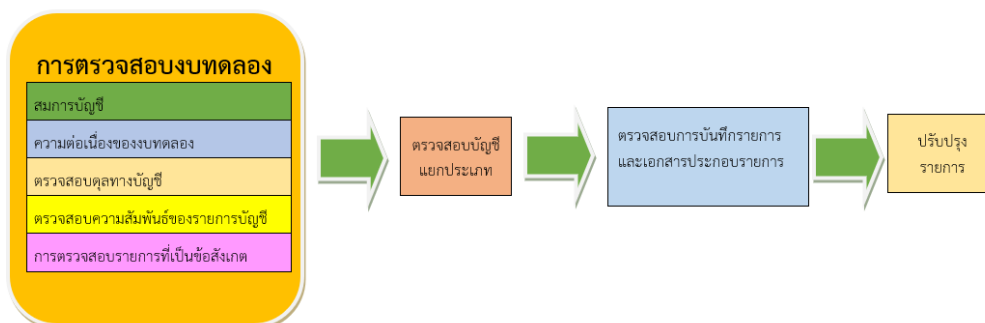 การตรวจสอบงบทดลอง
สมการบัญชี
ความต่อเนื่องของงบทดลอง
ตรวจสอบดุลทางบัญชี
ตรวจสอบความสัมพันธ์ของรายการบัญชี
การตรวจสอบรายการที่เป็นข้อสังเกต
ตรวจสอบบัญชี
แยกประเภท
ตรวจสอบการบันทึกรายการ
และเอกสารประกอบรายการ
ปรับปรุง
รายการ